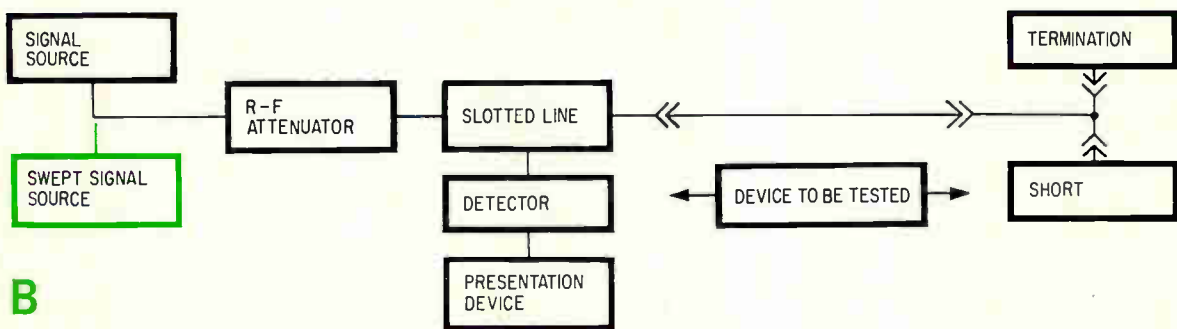 SIGNAL
SOURCE
SWEPT SIGNAL
SOURCE
R-F
ATTENUATOR
SLOTTED LINE
DETECTOR
PRESENTATION
DEVICE
DEVICE TO BE TESTED
TERMINATION
SHORT
B